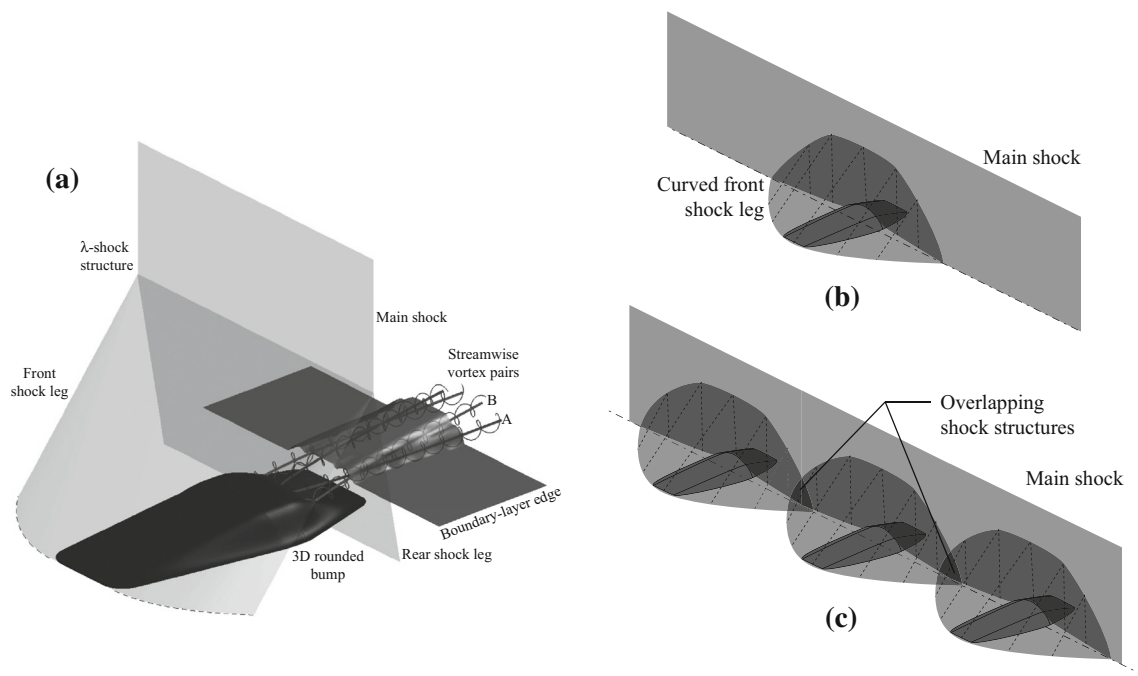 (a)
λ-shock
structure
Front
shock leg
Main shock
Streamwise
vortex pairs
B
A
Boundary-layer edge
3D rounded
bump
Rear shock leg
(b)
Main shock
Curved front
shock leg
(c)
Overlapping
shock structures
Main shock